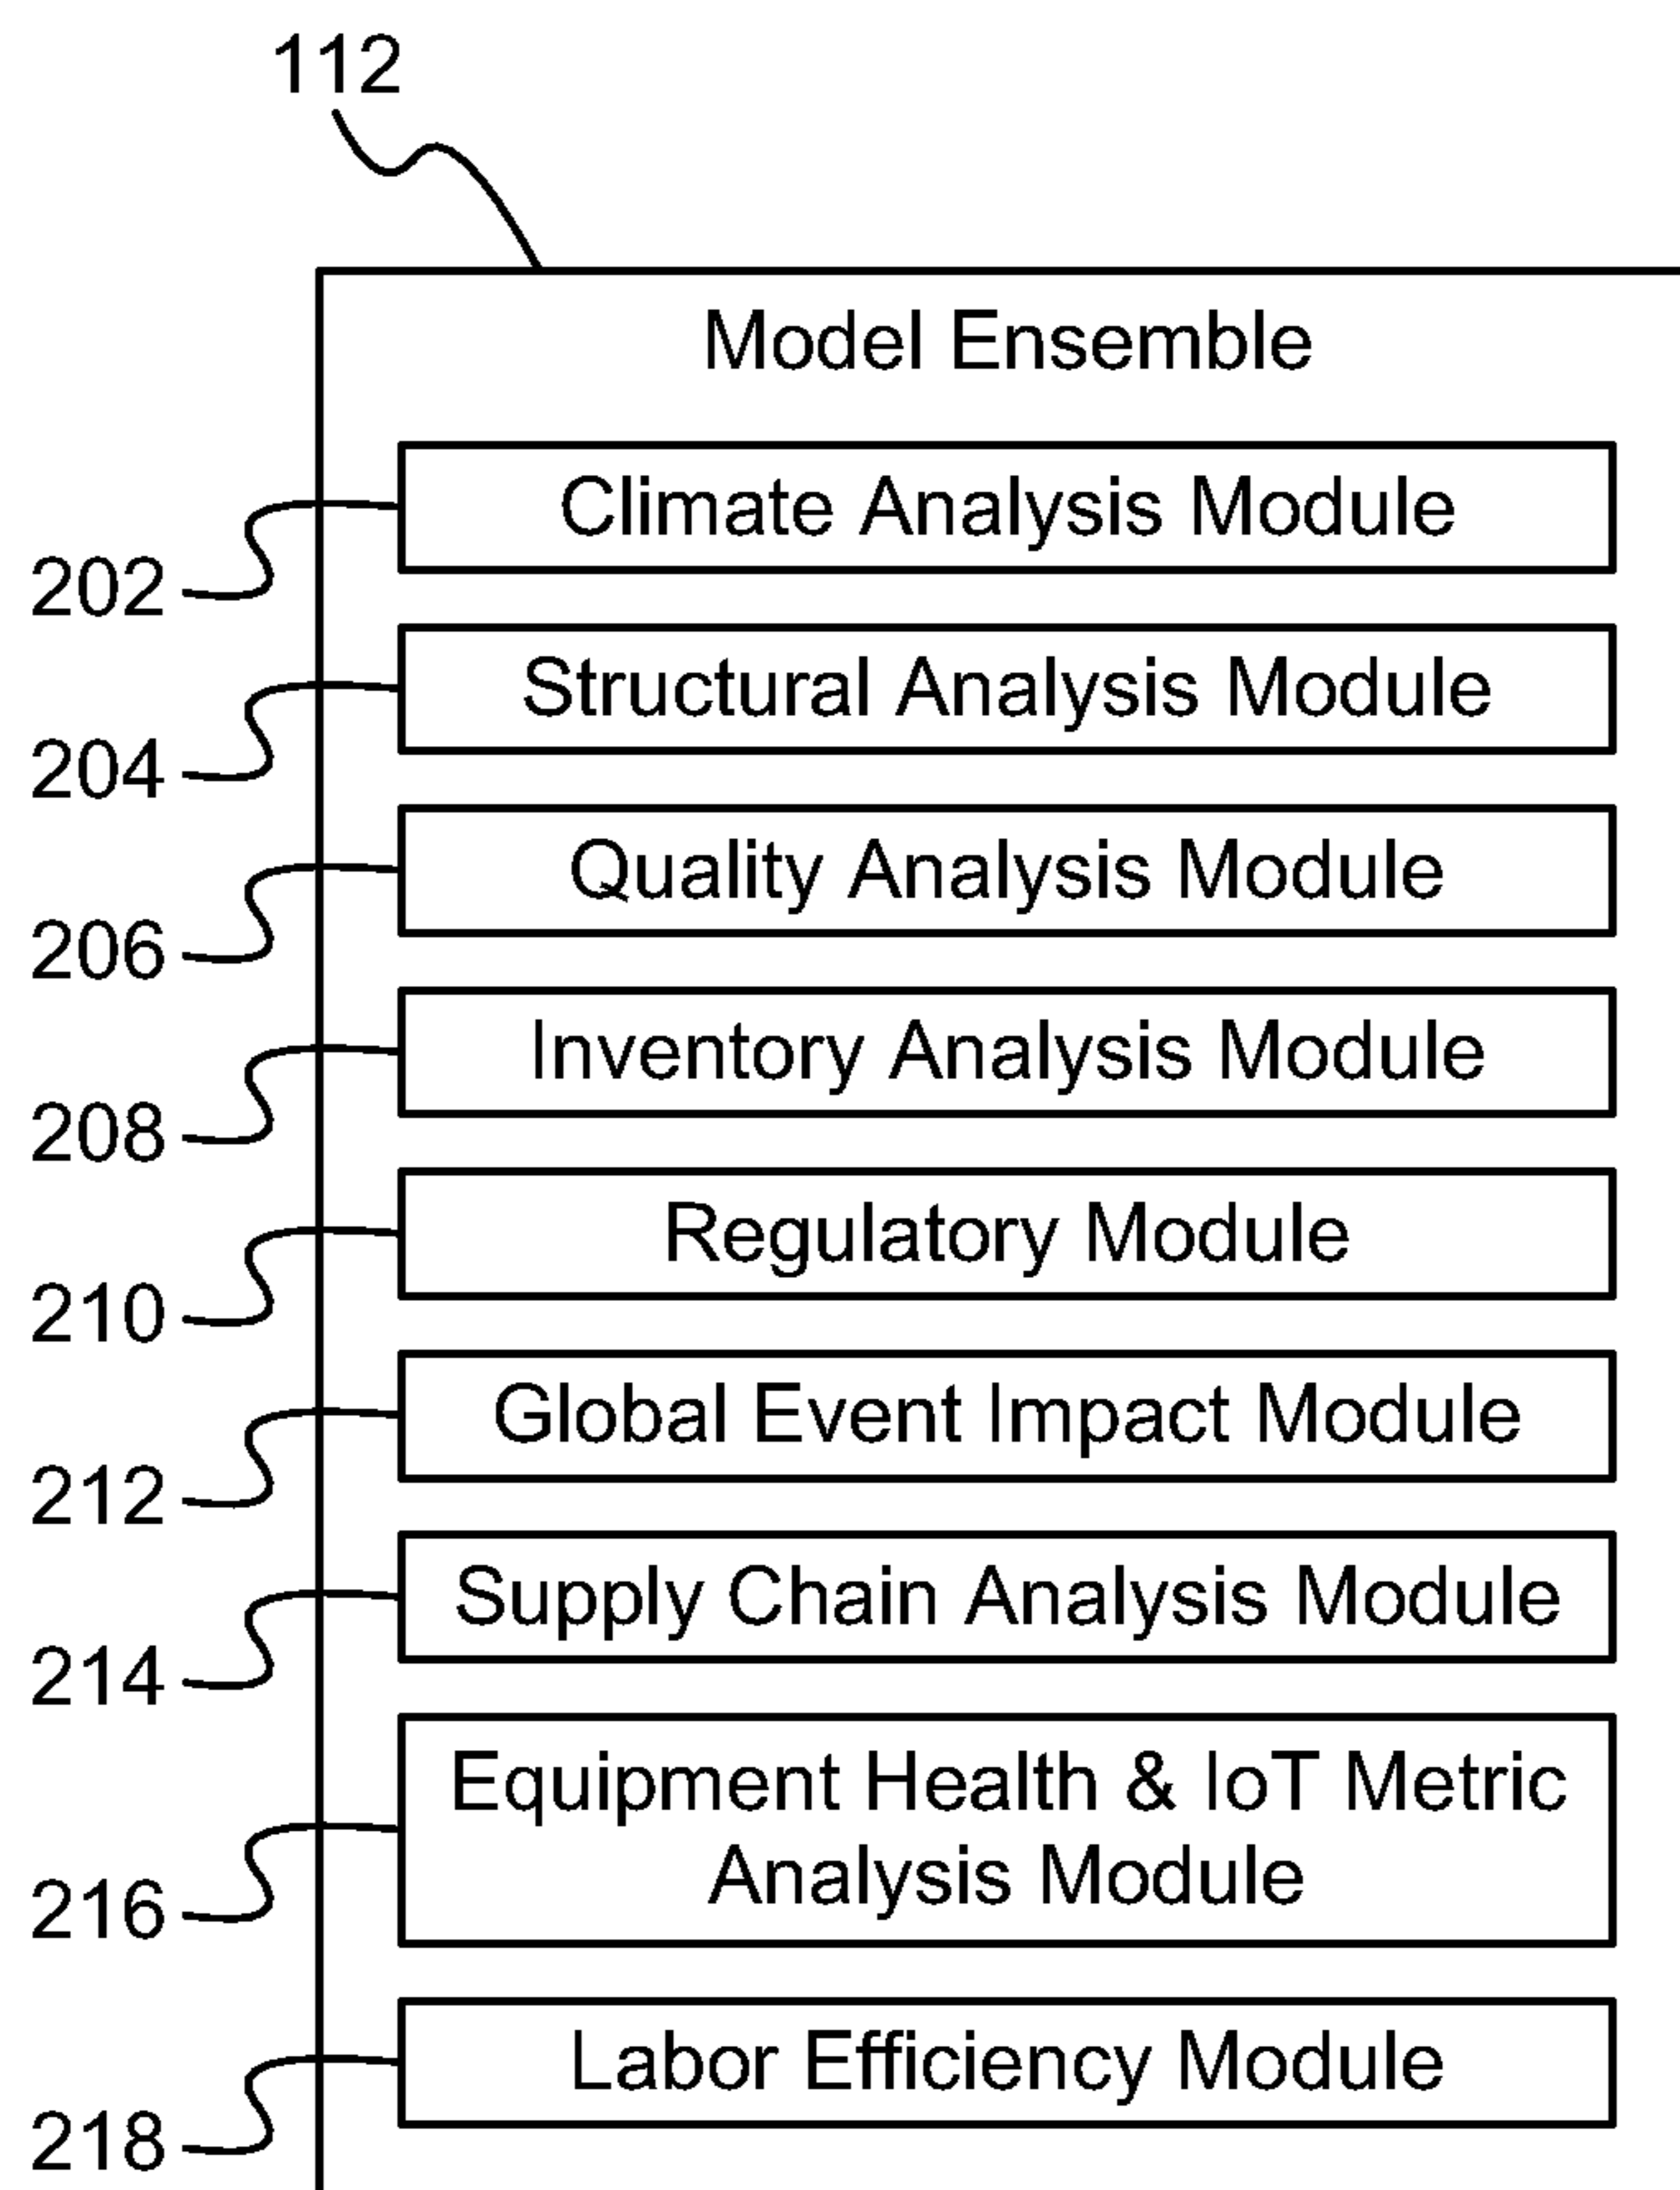 112
Model Ensemble
Climate Analysis Module
202
Structural Analysis Module
204
Quality Analysis Module
206
Inventory Analysis Module
208
Regulatory Module
210
Global Event Impact Module
212
Supply Chain Analysis Module
214
Equipment Health & IoT Metric
Analysis Module
216
Labor Efficiency Module
218